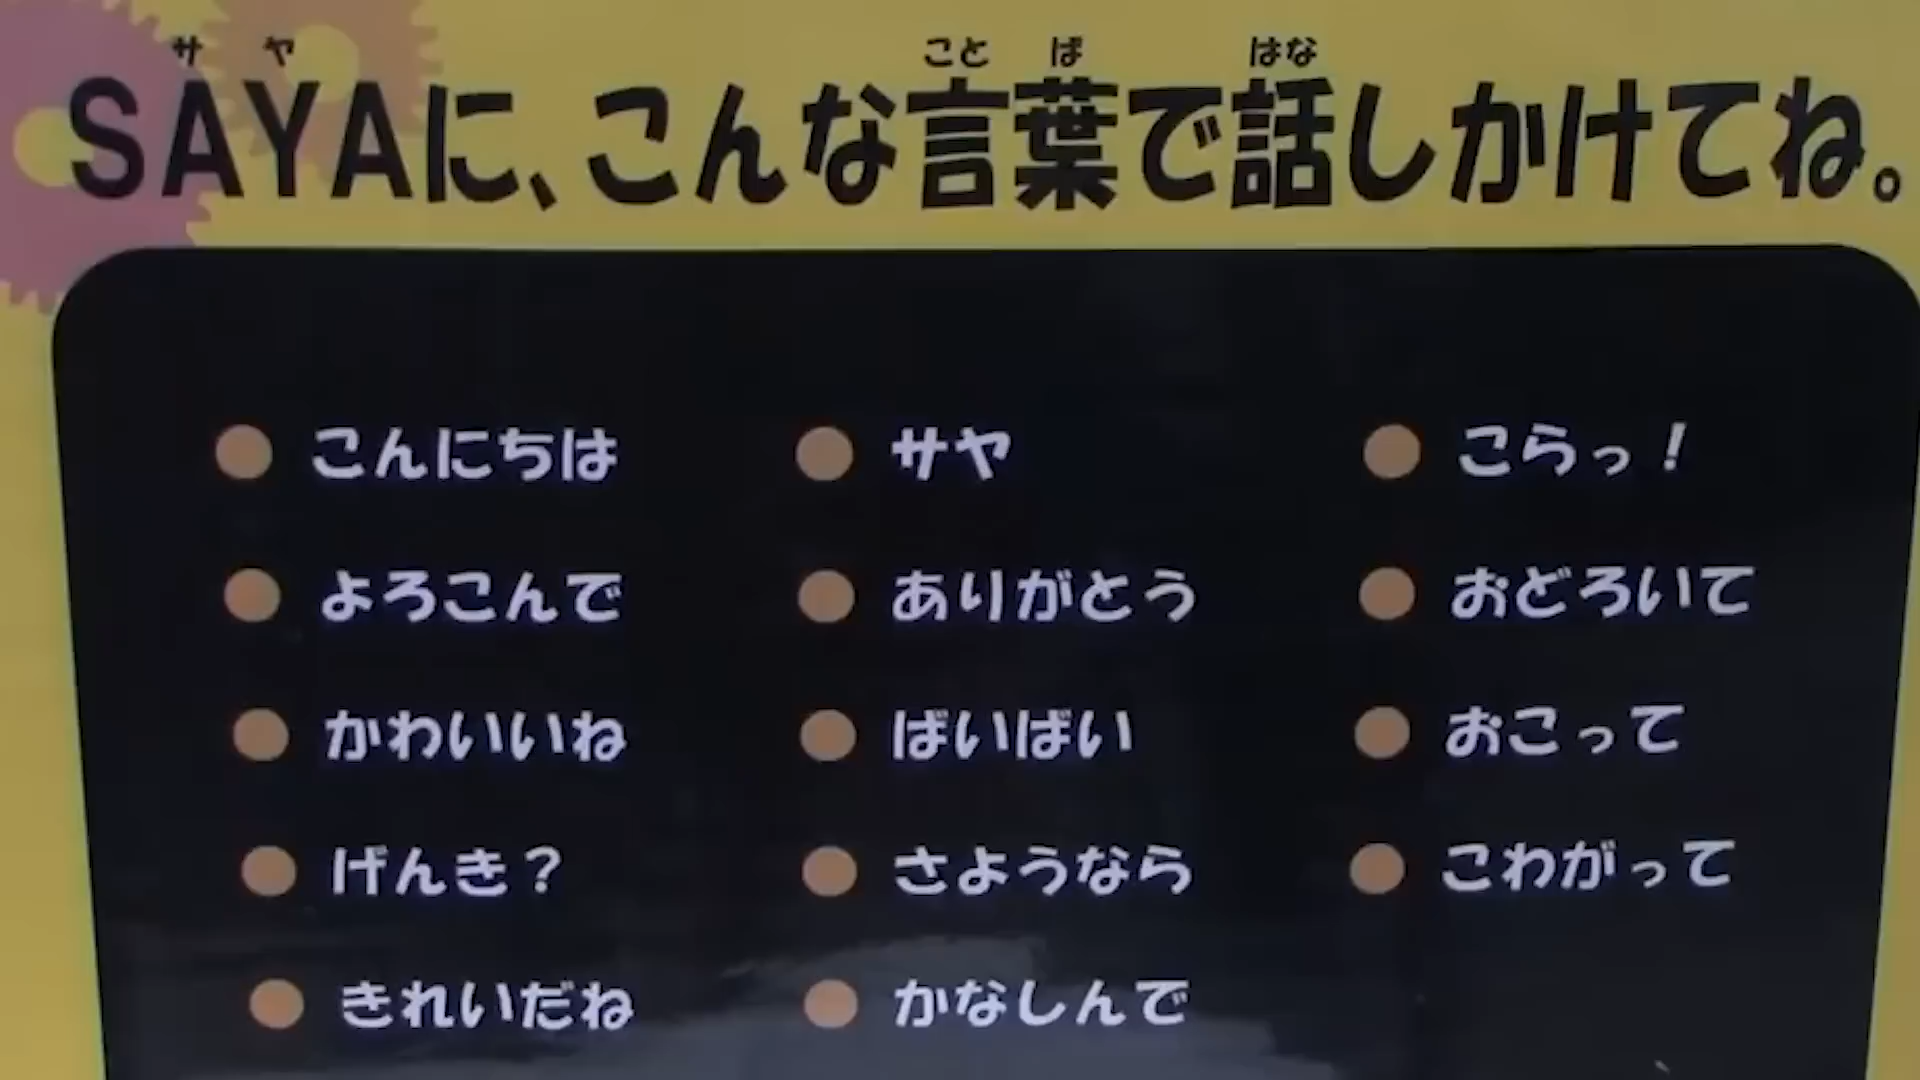 サ ヤ こと ば はな
SAYAに、こんな言葉で話しかけてね。
こんにちは
よろこんで
かわいいね
げんき？
きれいだね
サヤ
ありがとう
ばいばい
さようなら
かなしんで
こらっ！
おどろいて
おこって
こわがって